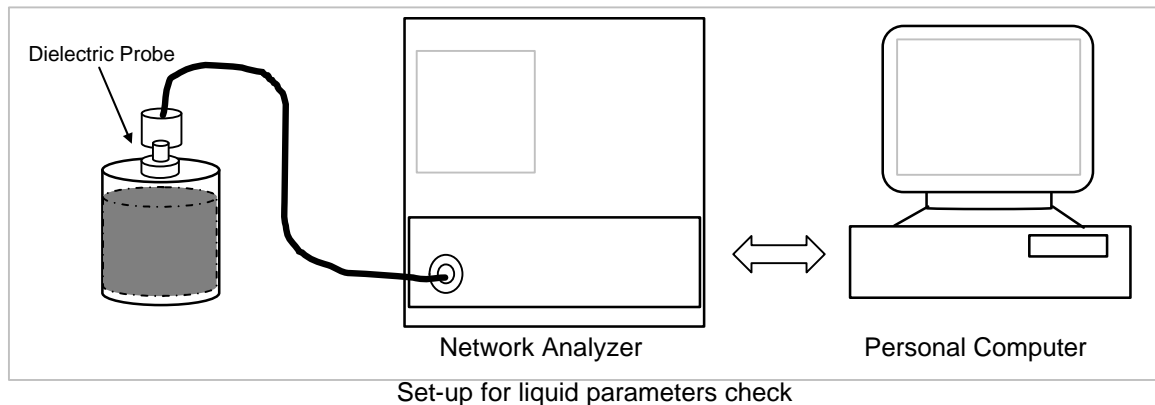 Dielectric Probe
Network Analyzer
Personal Computer
Set-up for liquid parameters check